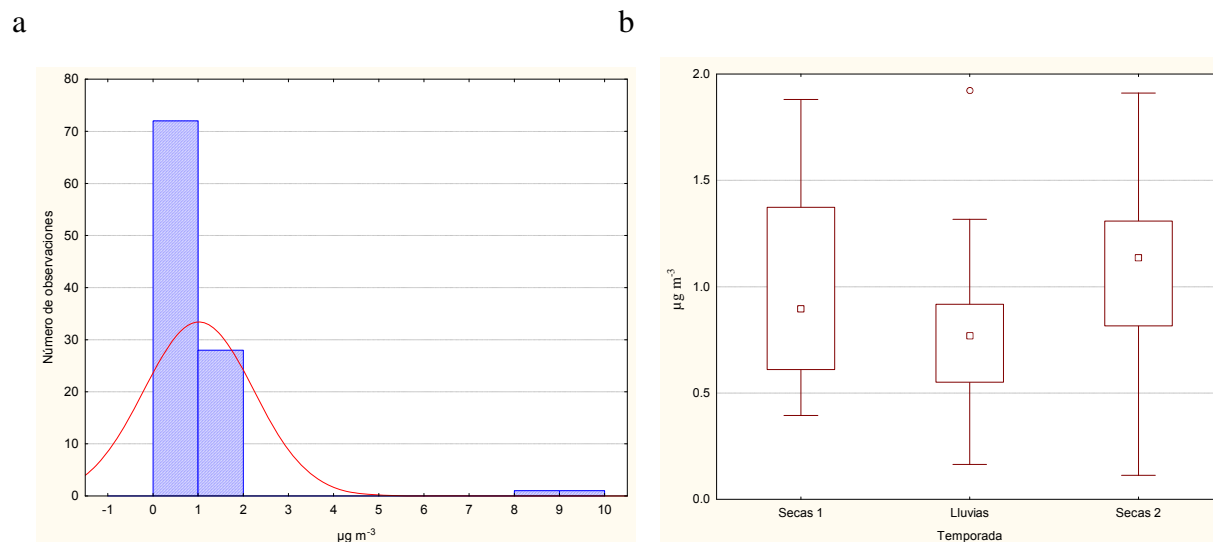 a
b
80
70
60
50
40
30
20
10
0
Número de observaciones
-1 0 1 2 3 4 5 6 7 8 9 10
µg m-3
2.0
1.5
1.0
0.5
0.0
µg m-3
Secas 1 Lluvias Secas 2
Temporada